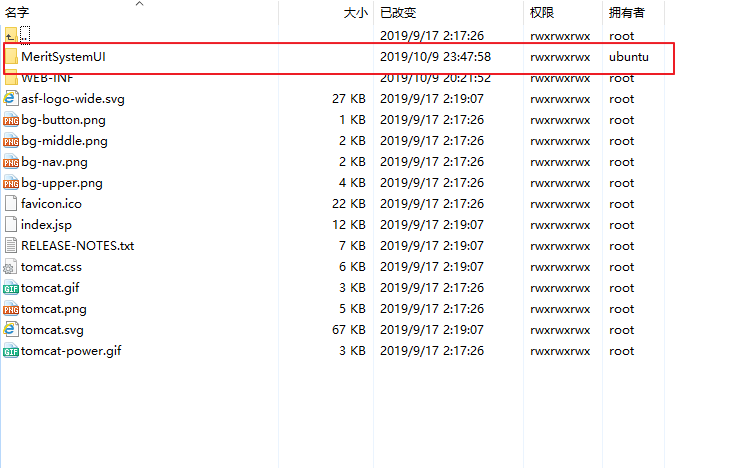 名字 大小 已改变 权限 拥有者
.. 2019/9/17 2:17:26 rwxrwxrwx root
MeritSystemUI 2019/10/9 23:47:58 rwxrwxrwx ubuntu
WEB-INF 2019/10/9 20:21:52 rwxrwxrwx root
asf-logo-wide.svg 27 KB 2019/9/17 2:19:07 rwxrwxrwx root
bg-button.png 1 KB 2019/9/17 2:17:26 rwxrwxrwx root
bg-middle.png 2 KB 2019/9/17 2:17:26 rwxrwxrwx root
bg-nav.png 2 KB 2019/9/17 2:17:26 rwxrwxrwx root
bg-upper.png 4 KB 2019/9/17 2:17:26 rwxrwxrwx root
favicon.ico 22 KB 2019/9/17 2:17:26 rwxrwxrwx root
index.jsp 12 KB 2019/9/17 2:19:07 rwxrwxrwx root
RELEASE-NOTES.txt 7 KB 2019/9/17 2:19:07 rwxrwxrwx root
tomcat.css 6 KB 2019/9/17 2:19:07 rwxrwxrwx root
tomcat.gif 3 KB 2019/9/17 2:17:26 rwxrwxrwx root
tomcat.png 5 KB 2019/9/17 2:17:26 rwxrwxrwx root
tomcat.svg 67 KB 2019/9/17 2:19:07 rwxrwxrwx root
tomcat-power.gif 3 KB 2019/9/17 2:17:26 rwxrwxrwx root